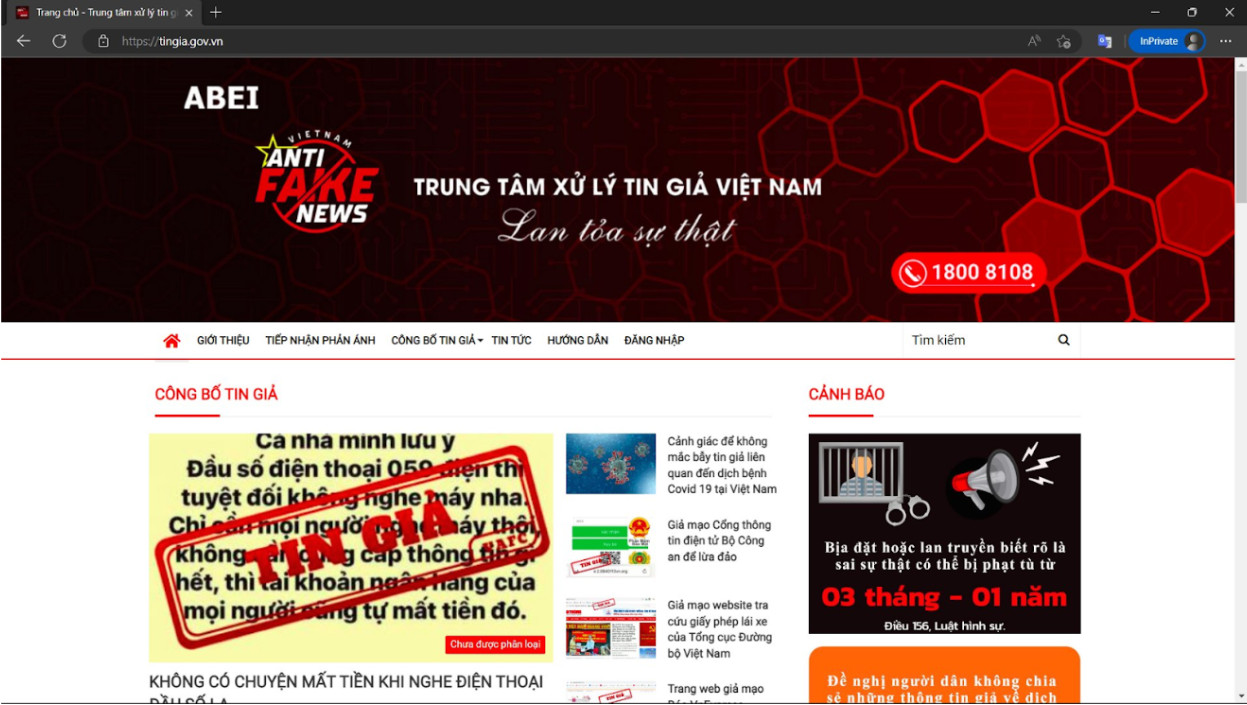 Trang chủ - Trung tâm xử lý tin gi
https://tingia.gov.vn
InPrivate
ABEI
VIETNAM
ANTI
FAKE
NEWS
TRUNG TÂM XỬ LÝ TIN GIẢ VIỆT NAM
Lan tỏa sự thật
1800 8108
GIỚI THIỆU TIẾP NHẬN PHẢN ÁNH CÔNG BỐ TIN GIẢ TIN TỨC HƯỚNG DẪN ĐĂNG NHẬP Tìm kiếm
CÔNG BỐ TIN GIẢ
Cả nhà mình lưu ý
Đầu số điện thoại 059 điện thì
tuyệt đối không nghe máy nha.
Chỉ cần mọi người nghe máy thôi
không cần cung cấp thông tin gì
hết, thì tài khoản ngân hàng của
mọi người cũng tự mất tiền đó.
TIN GIẢ
VAFC
Chưa được phân loại
KHÔNG CÓ CHUYỆN MẤT TIỀN KHI NGHE ĐIỆN THOẠI
ĐẦU SỐ LẠ
Cảnh giác để không
mắc bẫy tin giả liên
quan đến dịch bệnh
Covid 19 tại Việt Nam
TIN GIẢ
Giả mạo Cổng thông
tin điện tử Bộ Công
an để lừa đảo
Giả mạo website tra
cứu giấy phép lái xe
của Tổng cục Đường
bộ Việt Nam
Trang web giả mạo
Báo VnExpress
CẢNH BÁO
Bịa đặt hoặc lan truyền biết rõ là
sai sự thật có thể bị phạt tù từ
03 tháng - 01 năm
Điều 156, Luật hình sự.
Đề nghị người dân không chia
sẻ những thông tin giả về dịch